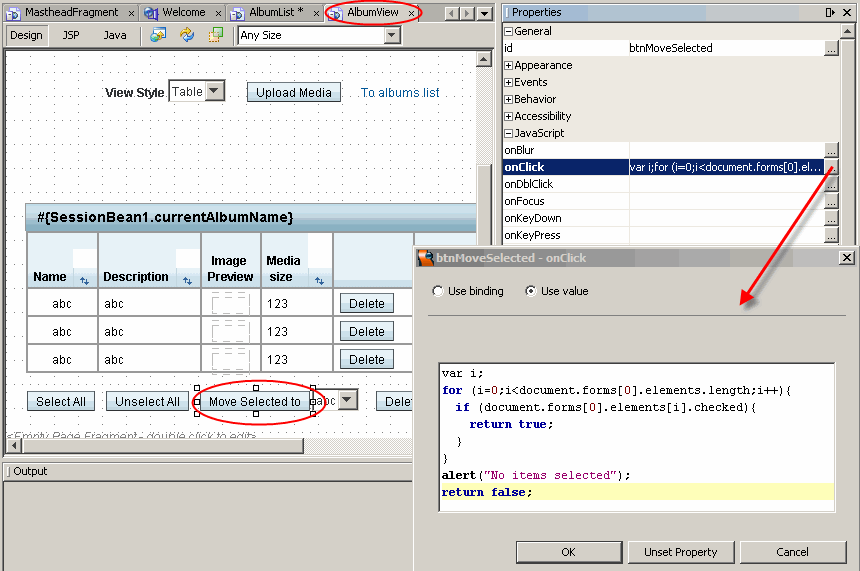 MastheadFragment × Welcome × AlbumList * × AlbumView ×
Design JSP Java Any Size
View Style Table Upload Media To albums list
#{SessionBean1.currentAlbumName}
Name Description Image Preview Media size
abc abc 123 Delete
abc abc 123 Delete
abc abc 123 Delete
Select All Unselect All Move Selected to abc Delet
<Empty Page Fragment - double click to edit>
Output
Properties ×
General
id btnMoveSelected ...
Appearance
Events
Behavior
Accessibility
JavaScript
onBlur ...
onClick var i;for (i=0;i<document.forms[0].el... ...
onDblClick ...
onFocus ...
onKeyDown ...
onKeyPress ...
btnMoveSelected - onClick ×
Use binding Use value
var i;
for (i=0;i<document.forms[0].elements.length;i++){
if (document.forms[0].elements[i].checked){
return true;
}
}
alert("No items selected");
return false;
OK Unset Property Cancel